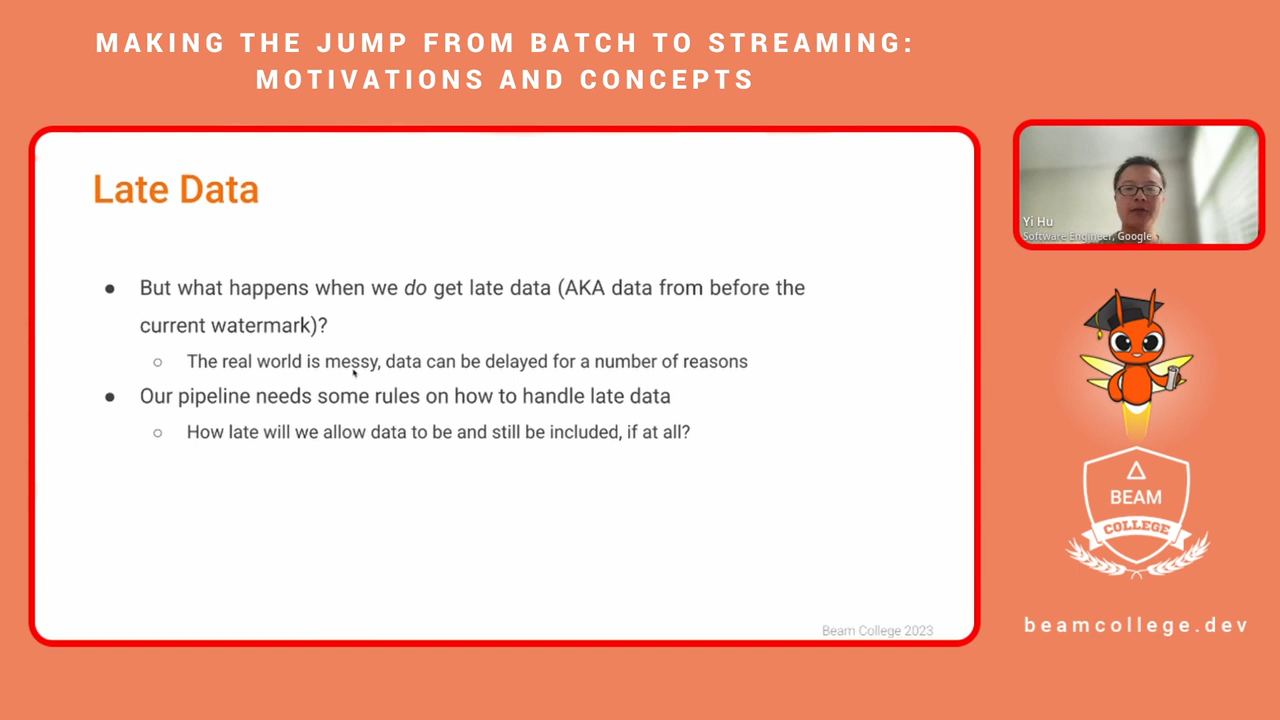 MAKING THE JUMP FROM BATCH TO STREAMING:
MOTIVATIONS AND CONCEPTS
Late Data
● But what happens when we do get late data (AKA data from before the
current watermark)?
○ The real world is messy, data can be delayed for a number of reasons
● Our pipeline needs some rules on how to handle late data
○ How late will we allow data to be and still be included, if at all?
Beam College 2023
Yi Hu
Software Engineer, Google
BEAM
COLLEGE
beamcollege.dev